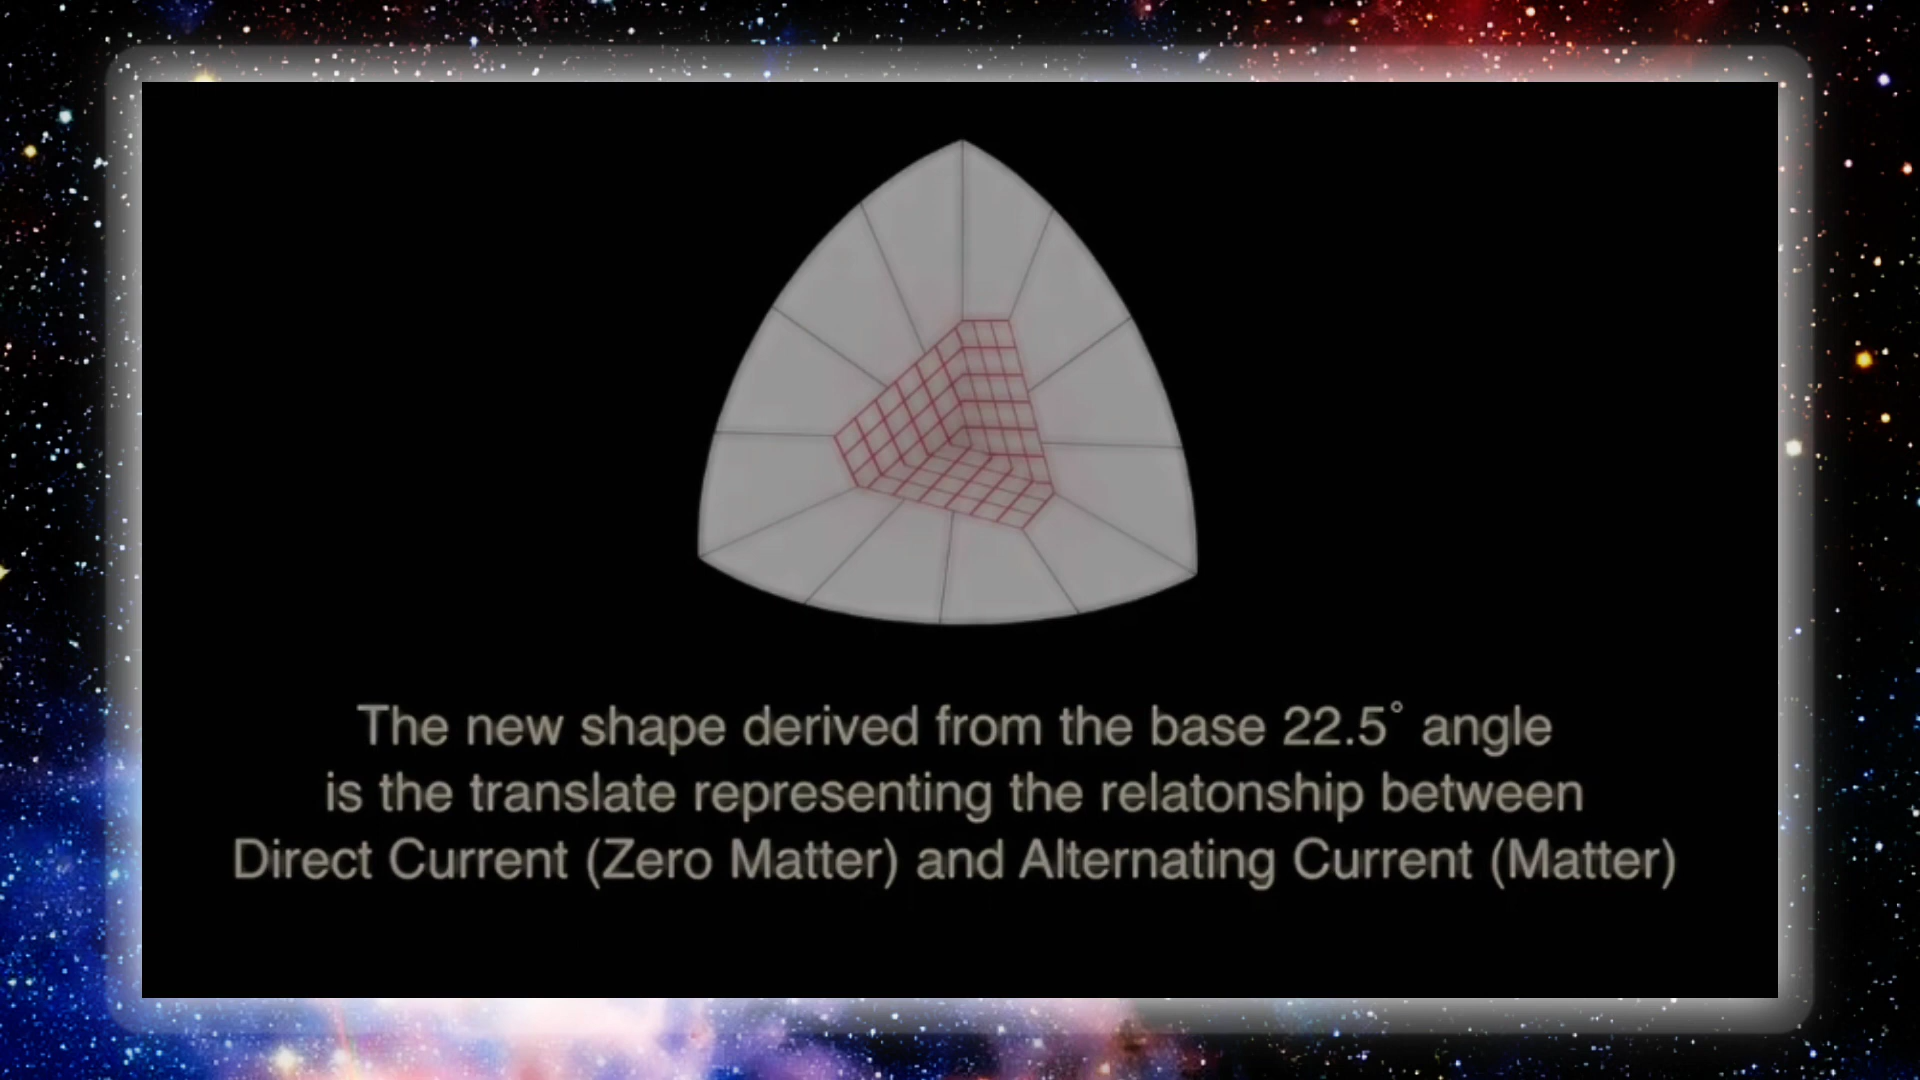 The new shape derived from the base 22.5˚ angle
is the translate representing the relatonship between
Direct Current (Zero Matter) and Alternating Current (Matter)